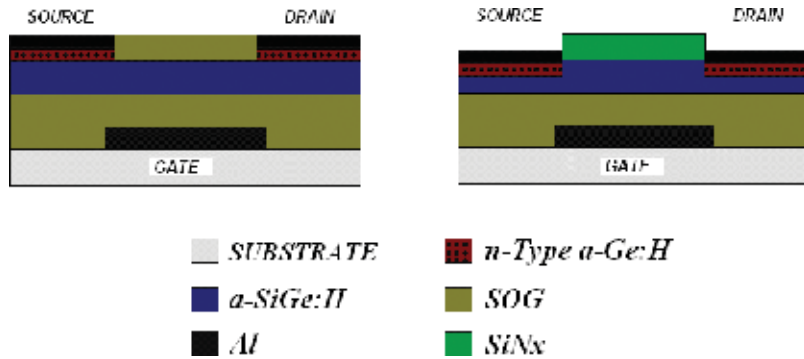 SOURCE DRAIN
GATE
SOURCE DRAIN
GATE
SUBSTRATE
n-Type a-Ge:H
a-SiGe:H
SOG
Al
SiNx